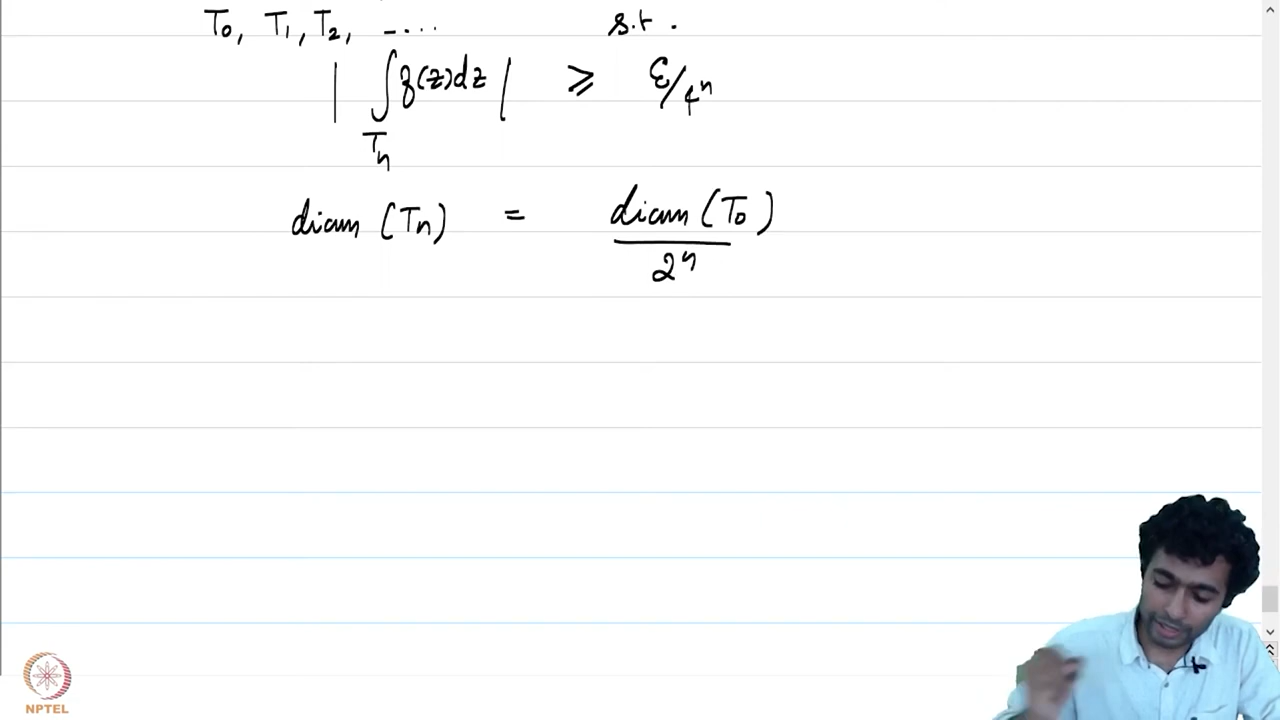 T₀, T₁, T₂, ..... s.t.
| ∫_{Tₙ} f(z)dz | ⩾ ε/4ⁿ
diam (Tₙ) = diam (T₀) / 2ⁿ
NPTEL